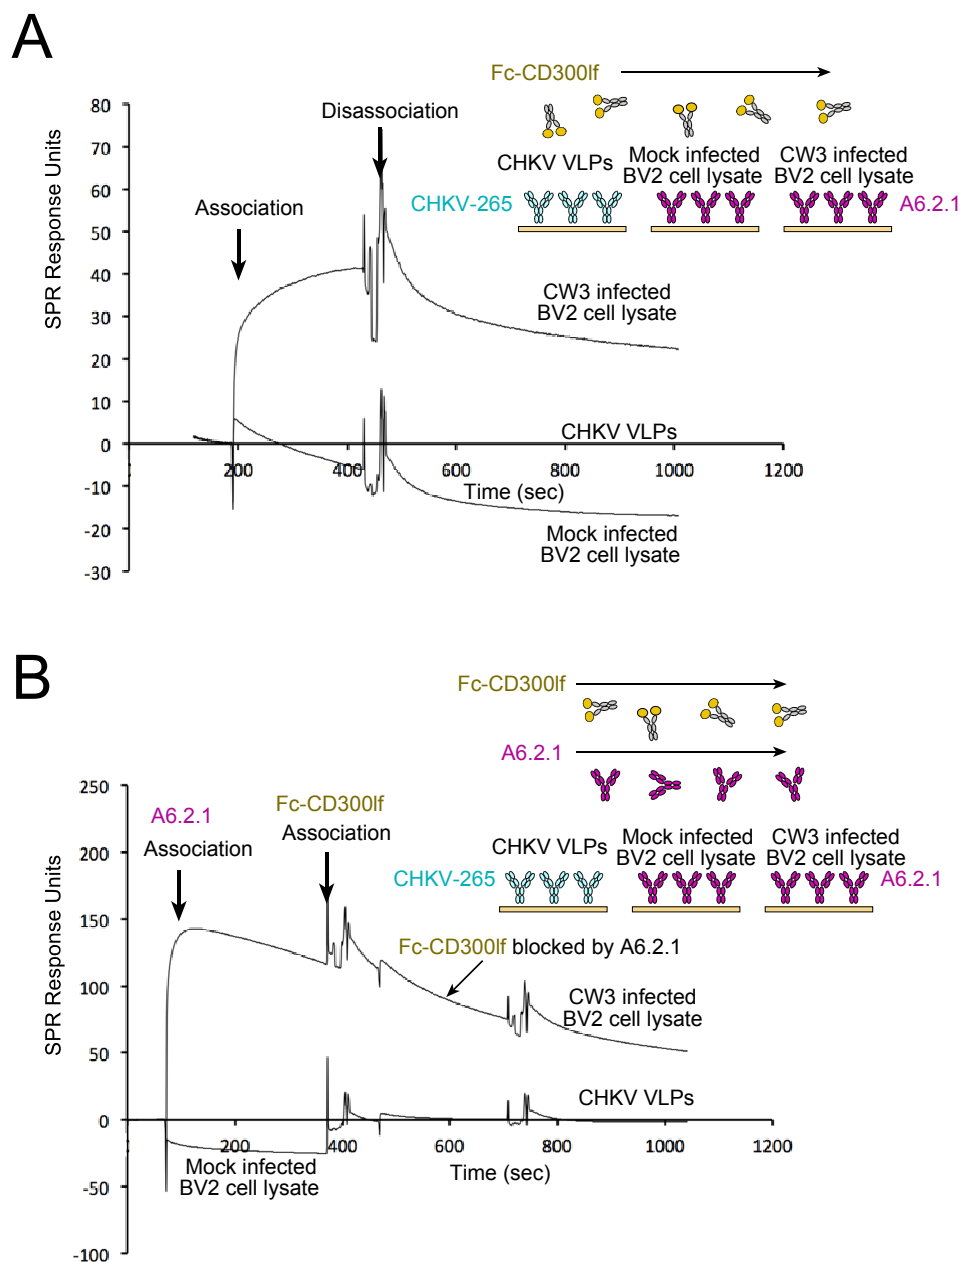 A
Fc-CD300lf
Disassociation
Association
CHKV VLPs
Mock infected
BV2 cell lysate
CW3 infected
BV2 cell lysate
CHKV-265
A6.2.1
SPR Response Units
80
70
60
50
40
30
20
10
0
-10
-20
-30
CW3 infected
BV2 cell lysate
CHKV VLPs
200
400
600
800
1000
1200
Time (sec)
Mock infected
BV2 cell lysate
B
Fc-CD300lf
A6.2.1
A6.2.1
Association
Fc-CD300lf
Association
CHKV VLPs
Mock infected
BV2 cell lysate
CW3 infected
BV2 cell lysate
CHKV-265
A6.2.1
SPR Response Units
250
200
150
100
50
0
-50
-100
Fc-CD300lf blocked by A6.2.1
CW3 infected
BV2 cell lysate
CHKV VLPs
200
400
600
800
1000
1200
Time (sec)
Mock infected
BV2 cell lysate